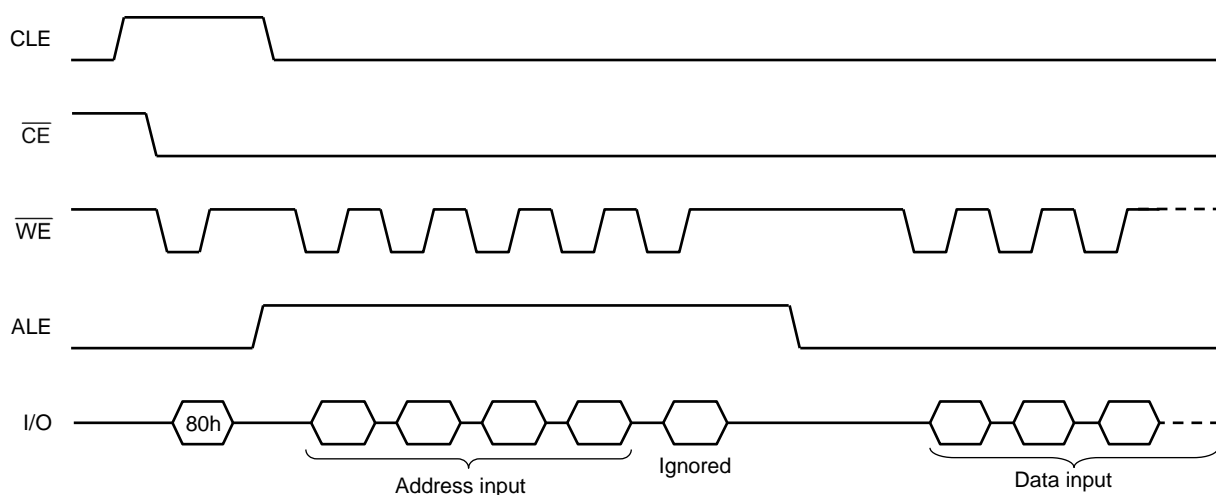 CLE
CE
WE
ALE
I/O
80h
Address input
Ignored
Data input